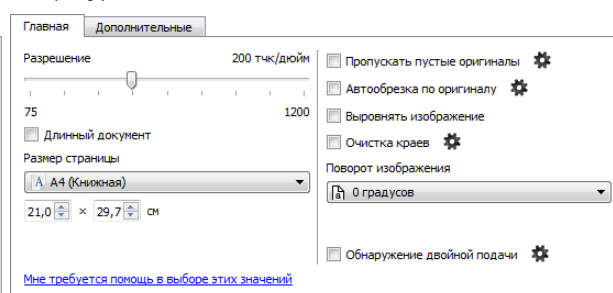 Главная Дополнительные
Разрешение 200 тчк/дюйм
75 1200
Длинный документ
Размер страницы
A4 (Книжная)
21,0 × 29,7 см
Мне требуется помощь в выборе этих значений
Пропускать пустые оригиналы
Автообрезка по оригиналу
Выровнять изображение
Очистка краев
Поворот изображения
0 градусов
Обнаружение двойной подачи